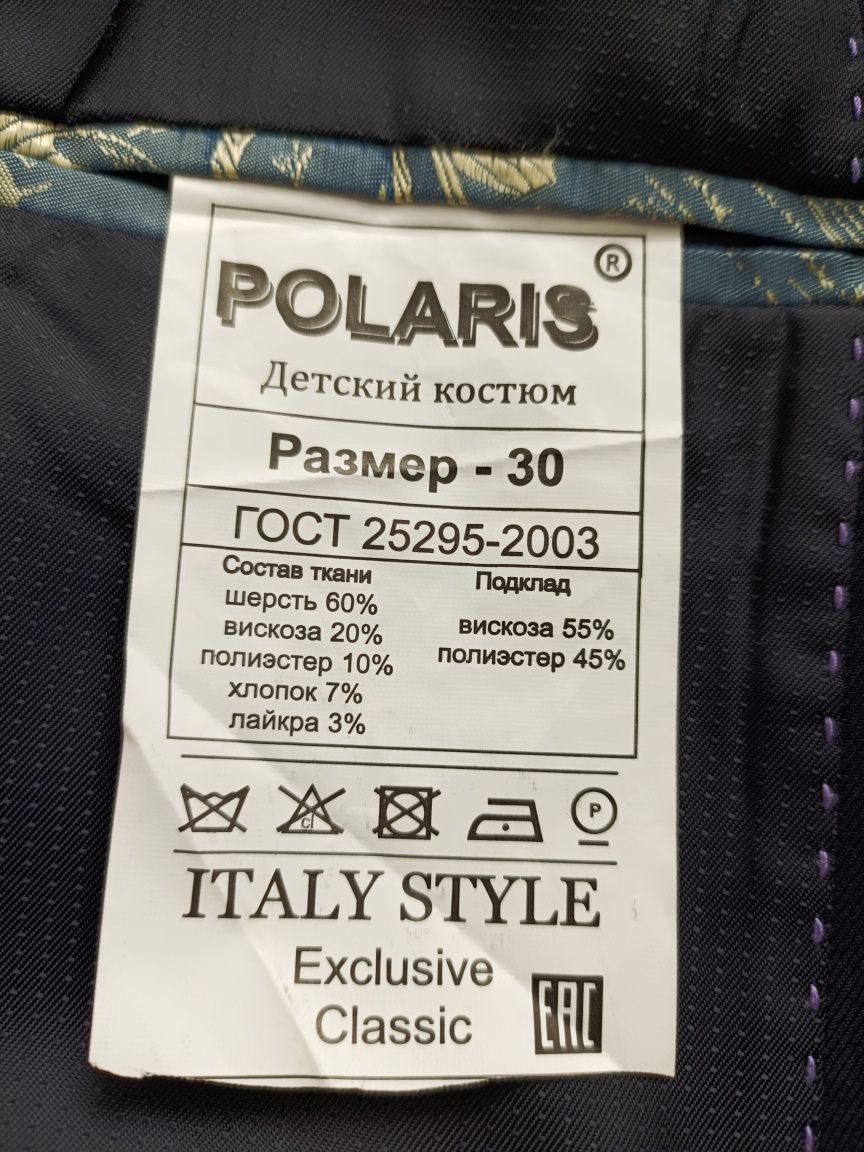 POLARIS ®
Детский костюм
Размер - 30
ГОСТ 25295-2003
Состав ткани
шерсть 60%
вискоза 20%
полиэстер 10%
хлопок 7%
лайкра 3%
Подклад
вискоза 55%
полиэстер 45%
cl
P
ITALY STYLE
Exclusive
Classic
EAC